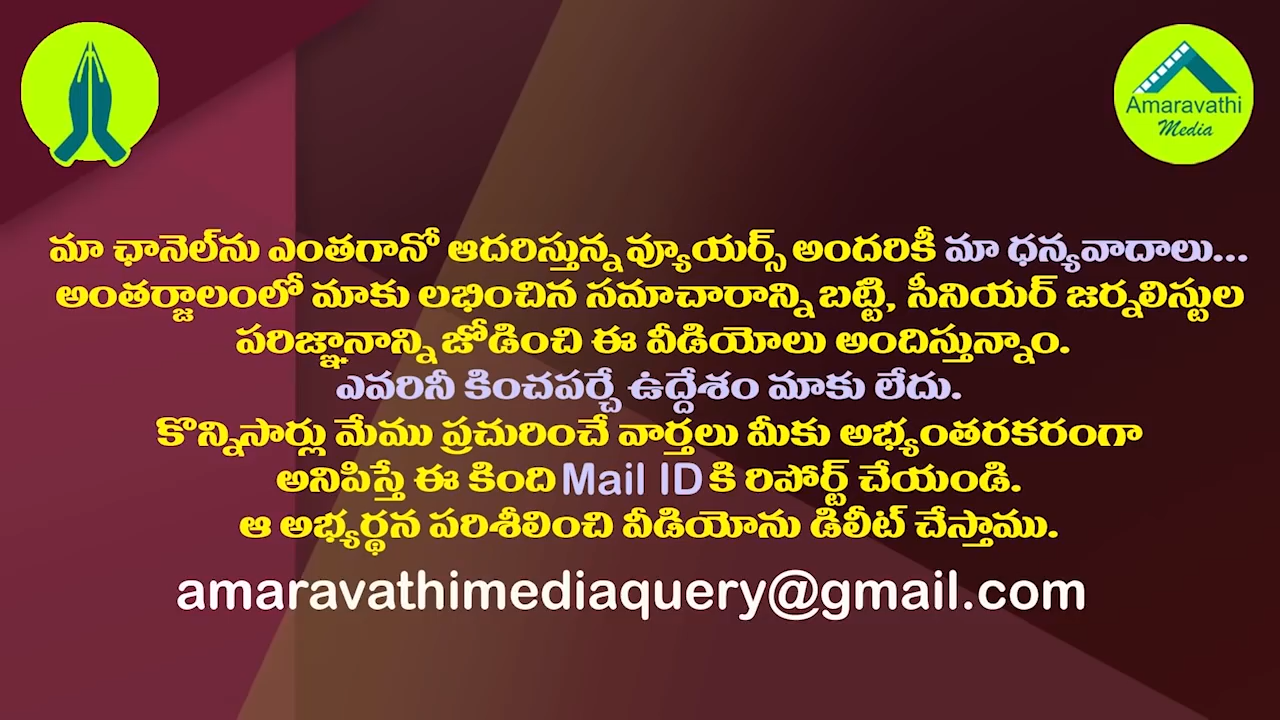 Amaravathi
Media
మా ఛానెల్‌ను ఎంతగానో ఆదరిస్తున్న వ్యూయర్స్ అందరికీ మా ధన్యవాదాలు...
అంతర్జాలంలో మాకు లభించిన సమాచారాన్ని బట్టి, సీనియర్ జర్నలిస్టుల
పరిజ్ఞానాన్ని జోడించి ఈ వీడియోలు అందిస్తున్నాం.
ఎవరినీ కించపర్చే ఉద్దేశం మాకు లేదు.
కొన్నిసార్లు మేము ప్రచురించే వార్తలు మీకు అభ్యంతరకరంగా
అనిపిస్తే ఈ కింది Mail ID కి రిపోర్ట్ చేయండి.
ఆ అభ్యర్థన పరిశీలించి వీడియోను డిలీట్ చేస్తాము.
amaravathimediaquery@gmail.com